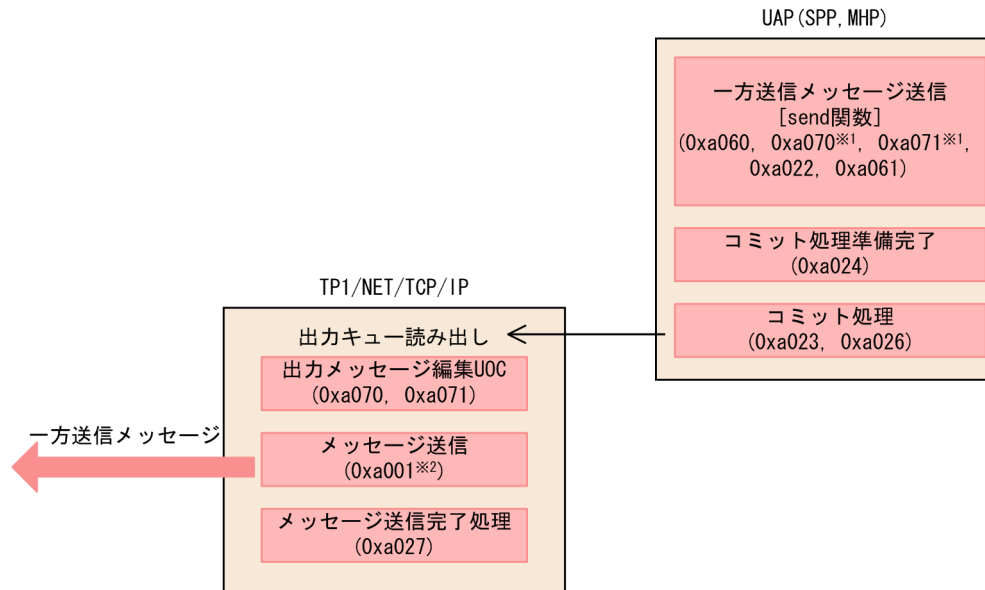 UAP(SPP,MHP)
一方送信メッセージ送信
[send関数]
(0xa060, 0xa070※1, 0xa071※1,
0xa022, 0xa061)
コミット処理準備完了
(0xa024)
コミット処理
(0xa023, 0xa026)
TP1/NET/TCP/IP
出力キュー読み出し
出力メッセージ編集UOC
(0xa070, 0xa071)
一方送信メッセージ
メッセージ送信
(0xa001※2)
メッセージ送信完了処理
(0xa027)